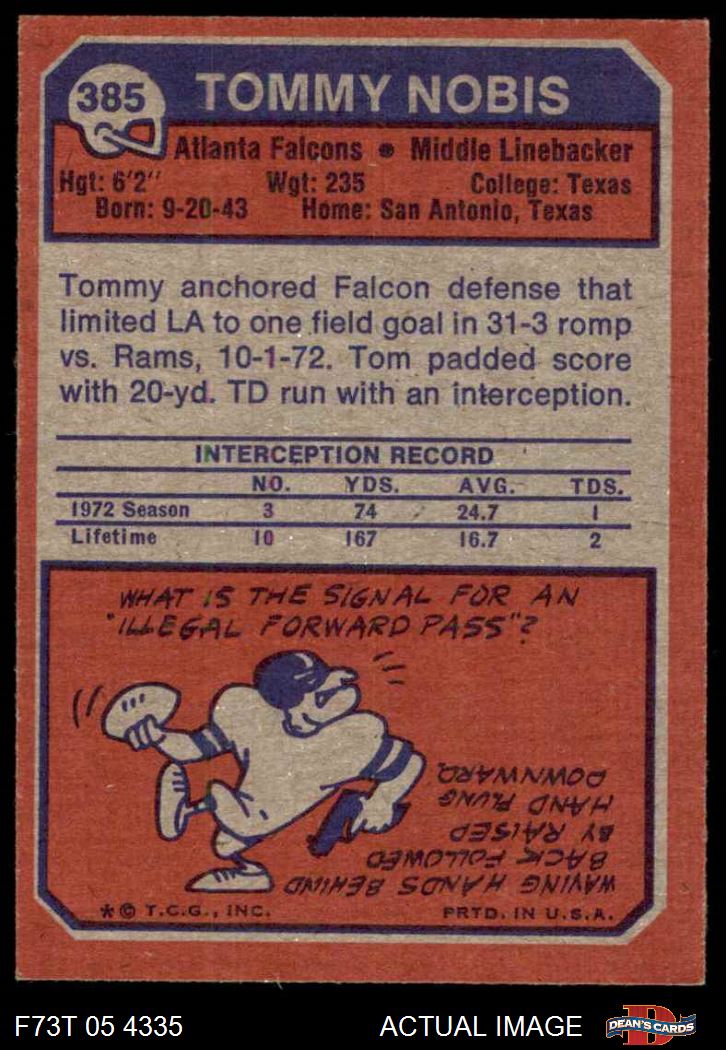 385
TOMMY NOBIS
Atlanta Falcons • Middle Linebacker
Hgt: 6'2" Wgt: 235 College: Texas
Born: 9-20-43 Home: San Antonio, Texas
Tommy anchored Falcon defense that
limited LA to one field goal in 31-3 romp
vs. Rams, 10-1-72. Tom padded score
with 20-yd. TD run with an interception.
INTERCEPTION RECORD
NO. YDS. AVG. TDS.
1972 Season 3 74 24.7 1
Lifetime 10 167 16.7 2
WHAT IS THE SIGNAL FOR AN
"ILLEGAL FORWARD PASS"?
WAVING HANDS BEHIND
BACK FOLLOWED
BY RAISED
HAND FLUNG
DOWNWARD.
* © T.C.G., INC. PRTD. IN U.S.A.
F73T 05 4335 ACTUAL IMAGE
D
DEAN'S CARDS